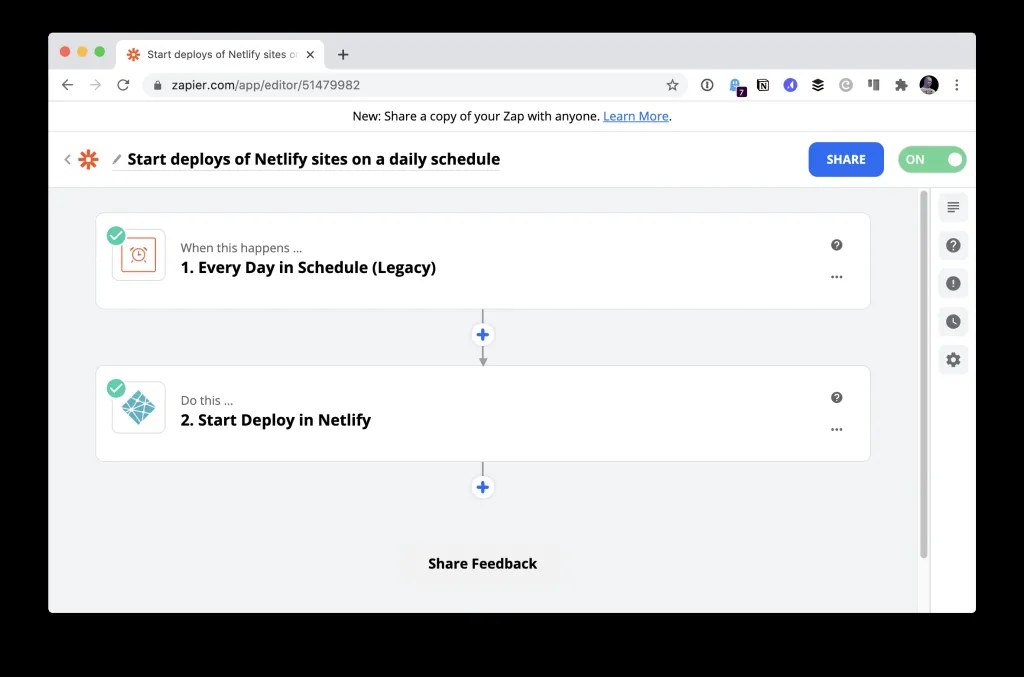 Start deploys of Netlify sites o
zapier.com/app/editor/51479982
7
New: Share a copy of your Zap with anyone. Learn More.
Start deploys of Netlify sites on a daily schedule
SHARE
ON
When this happens ...
1. Every Day in Schedule (Legacy)
Do this ...
2. Start Deploy in Netlify
Share Feedback